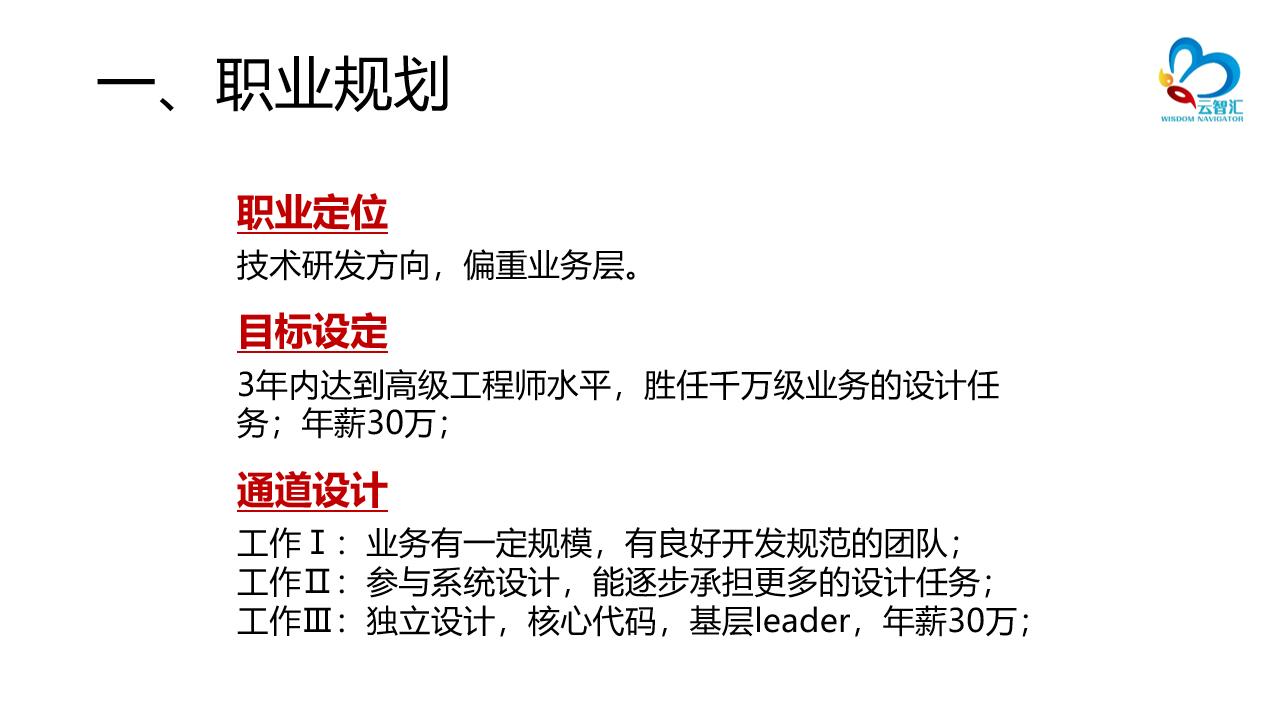 一、职业规划
云智汇
WISDOM NAVIGATOR
职业定位
技术研发方向，偏重业务层。
目标设定
3年内达到高级工程师水平，胜任千万级业务的设计任
务；年薪30万；
通道设计
工作Ⅰ：业务有一定规模，有良好开发规范的团队；
工作Ⅱ：参与系统设计，能逐步承担更多的设计任务；
工作Ⅲ：独立设计，核心代码，基层leader，年薪30万；